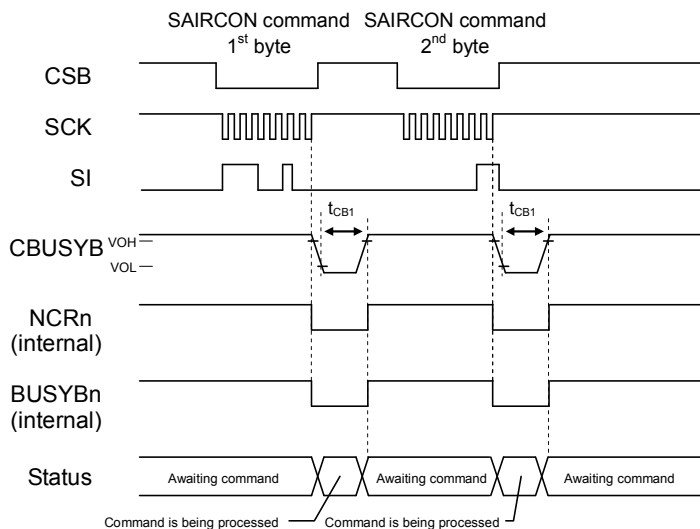 SAIRCON command SAIRCON command
1st byte 2nd byte
CSB
SCK
SI
tCB1 tCB1
CBUSYB VOH
VOL
NCRn
(internal)
BUSYBn
(internal)
Status Awaiting command Awaiting command Awaiting command
Command is being processed Command is being processed